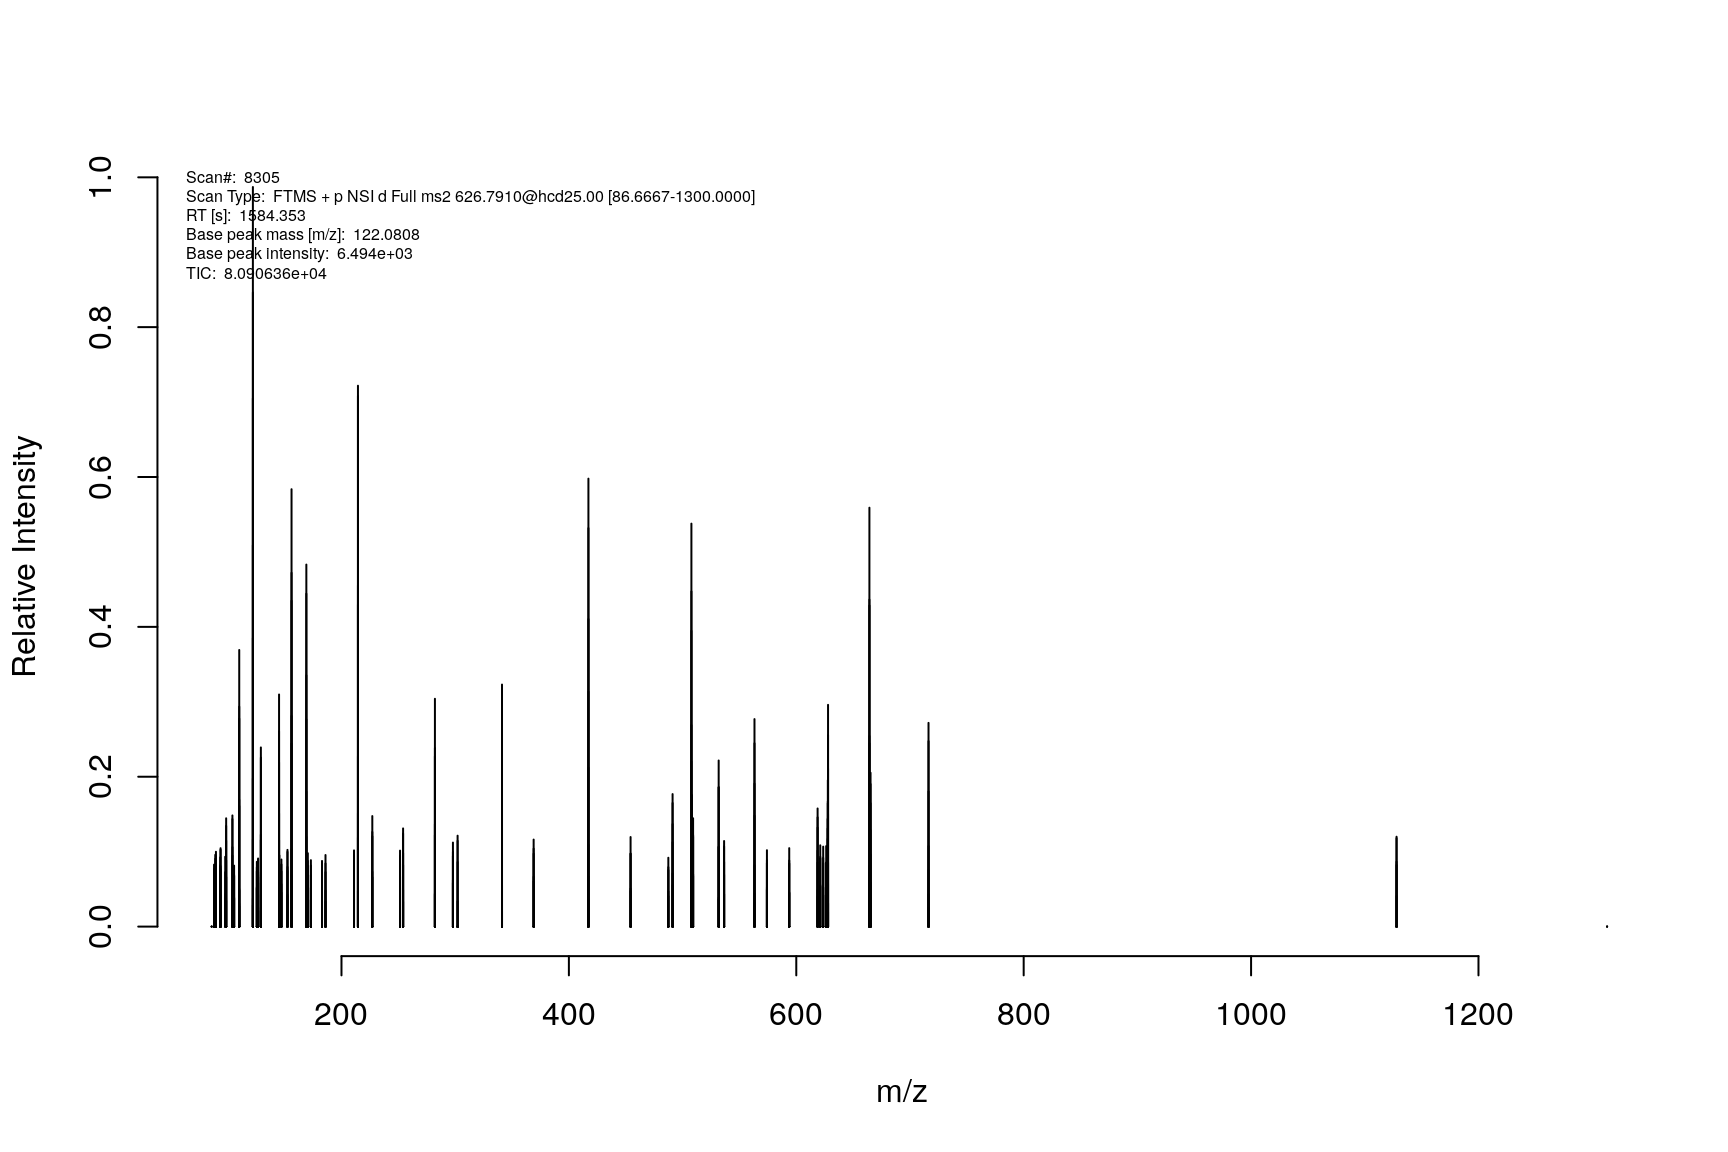 Scan#: 8305
Scan Type: FTMS + p NSI d Full ms2 626.7910@hcd25.00 [86.6667-1300.0000]
RT [s]: 1584.353
Base peak mass [m/z]: 122.0808
Base peak intensity: 6.494e+03
TIC: 8.090636e+04
1.0
0.8
0.6
0.4
0.2
0.0
Relative Intensity
200 400 600 800 1000 1200
m/z